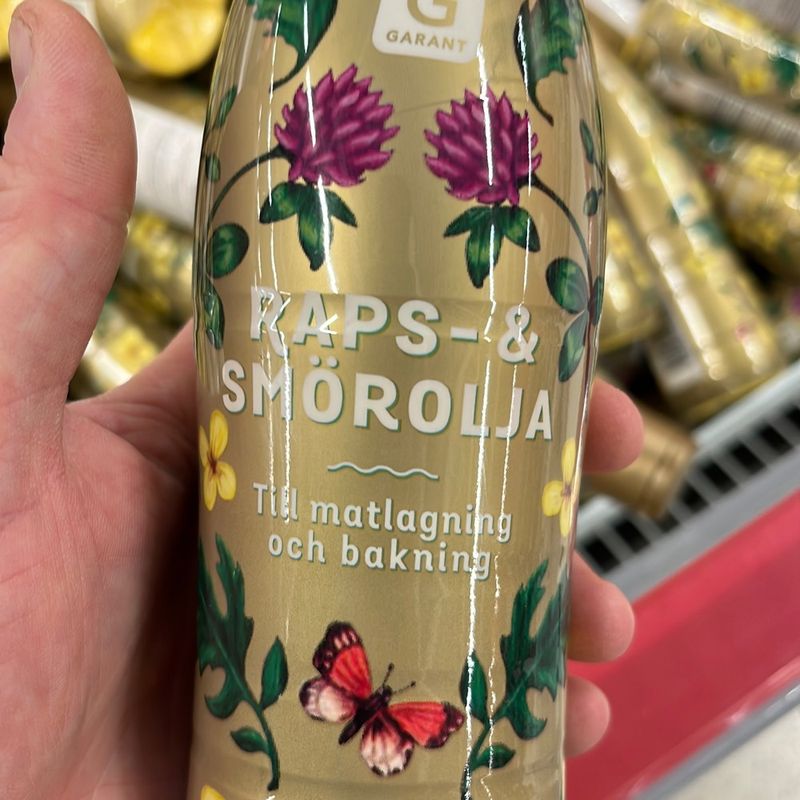 G
GARANT
RAPS- &
SMÖROLJA
Till matlagning
och bakning